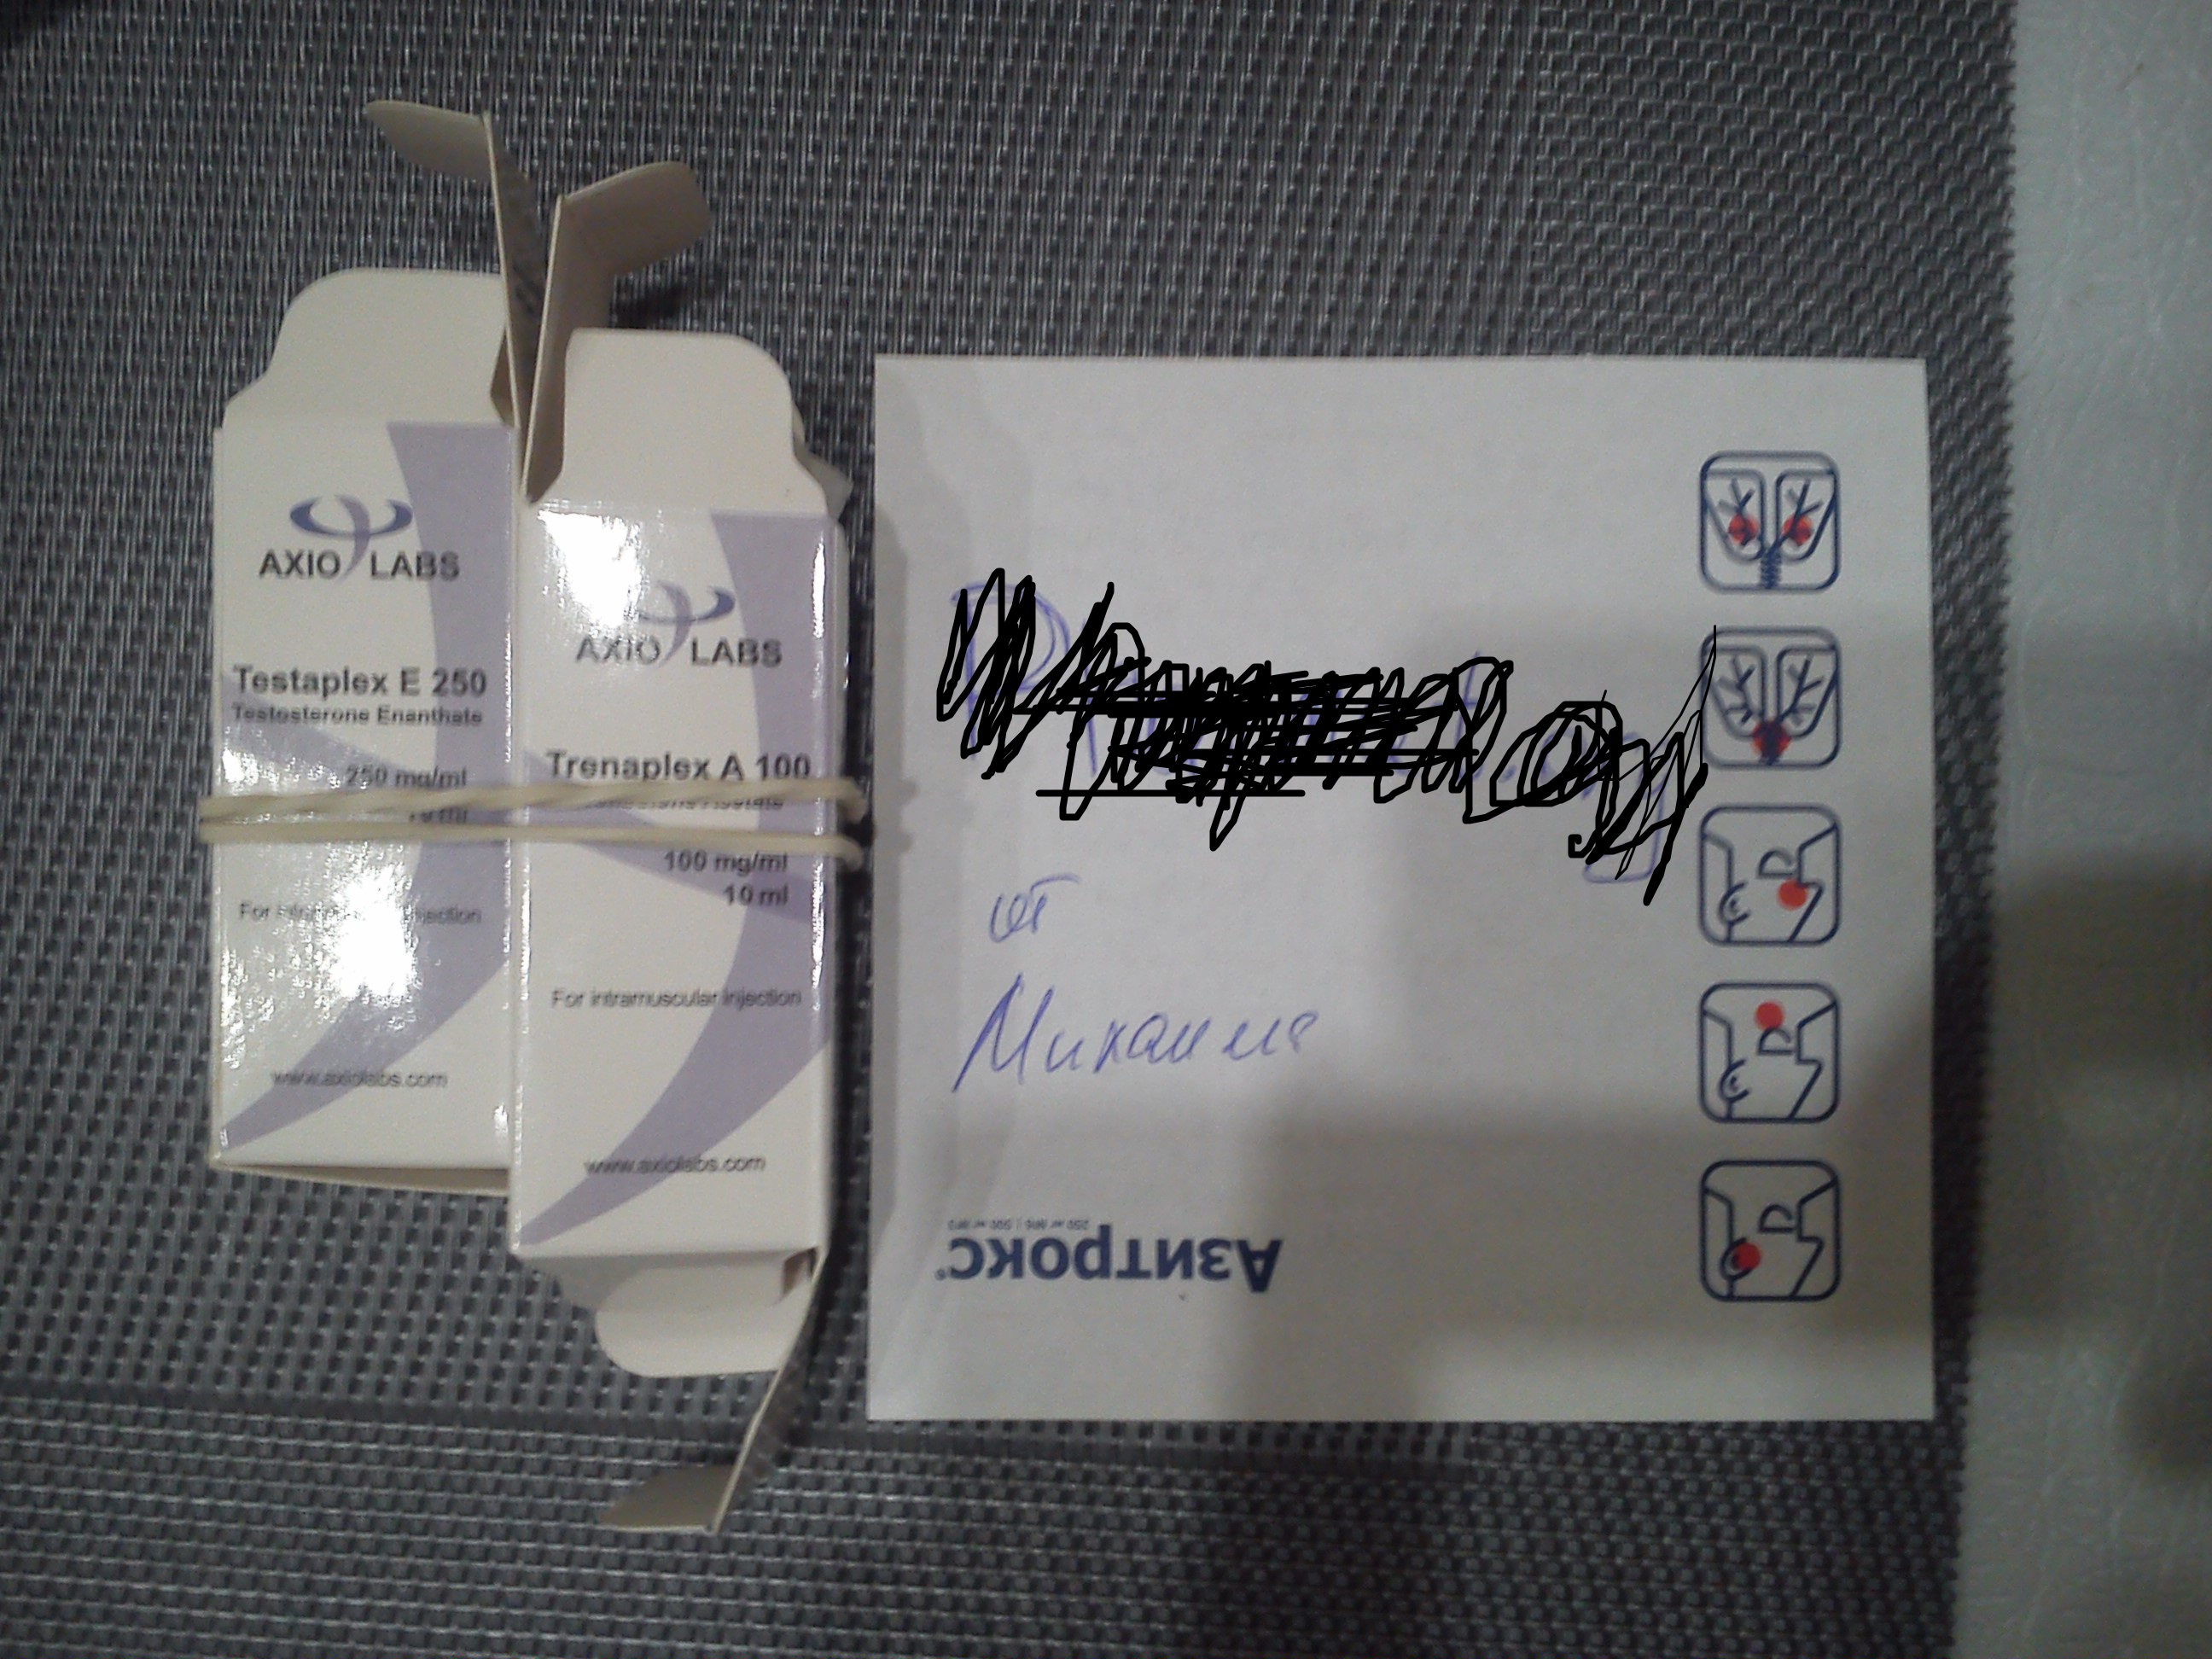 AXIO LABS
Testaplex E 250
Testosterone Enanthate
250 mg/ml
For injection
www.axiolabs.com
AXIO LABS
Trenaplex A 100
100 mg/ml
10 ml
For intramuscular injection
www.axiolabs.com
от
Михаила
Азитрокс®